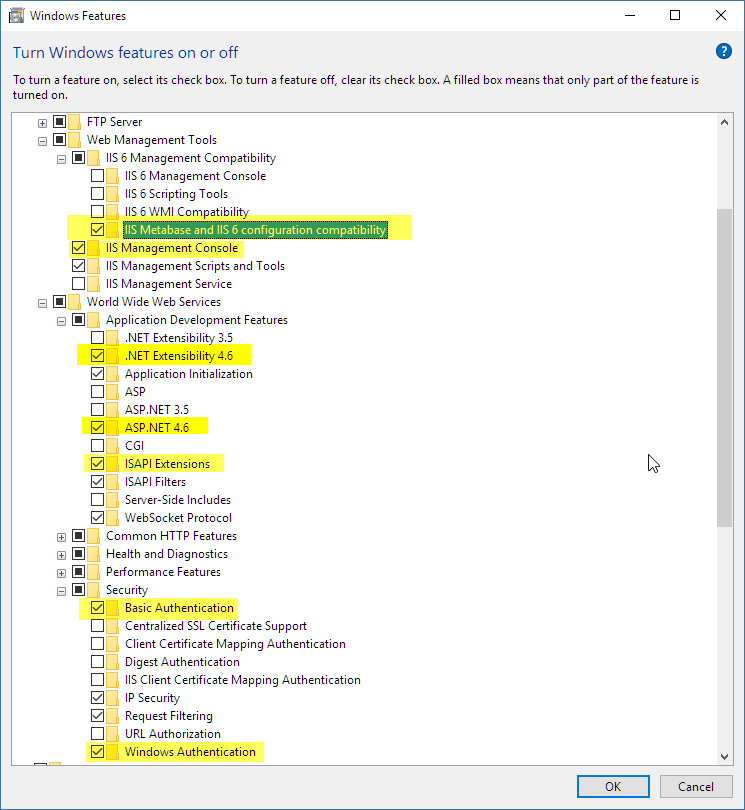 Windows Features
Turn Windows features on or off
?
To turn a feature on, select its check box. To turn a feature off, clear its check box. A filled box means that only part of the feature is
turned on.
FTP Server
Web Management Tools
IIS 6 Management Compatibility
IIS 6 Management Console
IIS 6 Scripting Tools
IIS 6 WMI Compatibility
IIS Metabase and IIS 6 configuration compatibility
IIS Management Console
IIS Management Scripts and Tools
IIS Management Service
World Wide Web Services
Application Development Features
.NET Extensibility 3.5
.NET Extensibility 4.6
Application Initialization
ASP
ASP.NET 3.5
ASP.NET 4.6
CGI
ISAPI Extensions
ISAPI Filters
Server-Side Includes
WebSocket Protocol
Common HTTP Features
Health and Diagnostics
Performance Features
Security
Basic Authentication
Centralized SSL Certificate Support
Client Certificate Mapping Authentication
Digest Authentication
IIS Client Certificate Mapping Authentication
IP Security
Request Filtering
URL Authorization
Windows Authentication
OK
Cancel